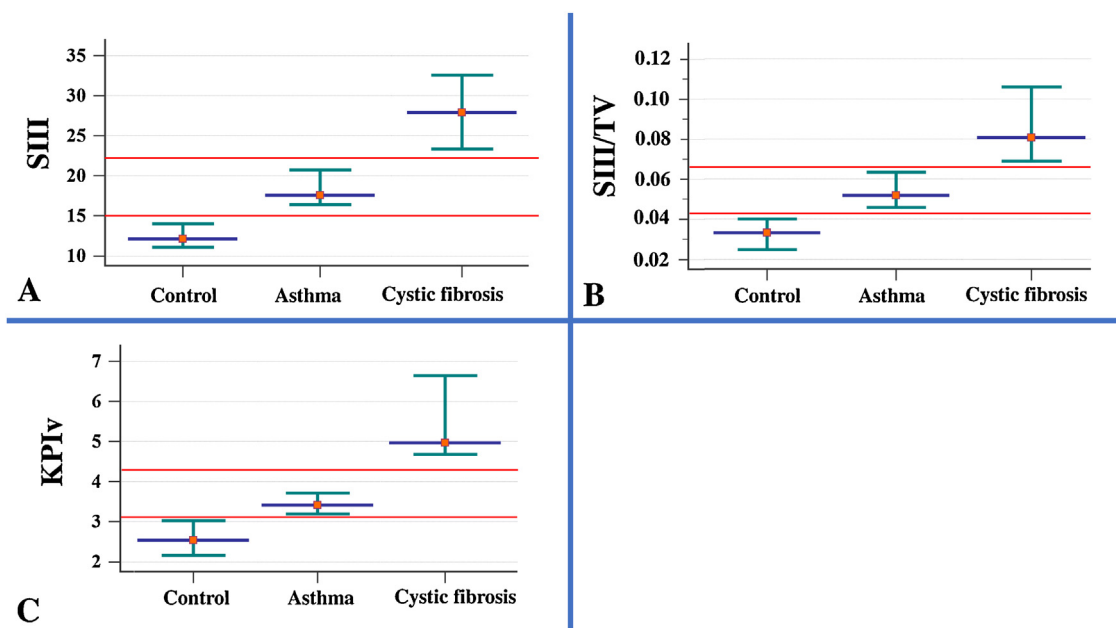 SIII
35
30
25
20
15
10
Control Asthma Cystic fibrosis
A
SIII/TV
0.12
0.10
0.08
0.06
0.04
0.02
Control Asthma Cystic fibrosis
B
KPIv
7
6
5
4
3
2
Control Asthma Cystic fibrosis
C